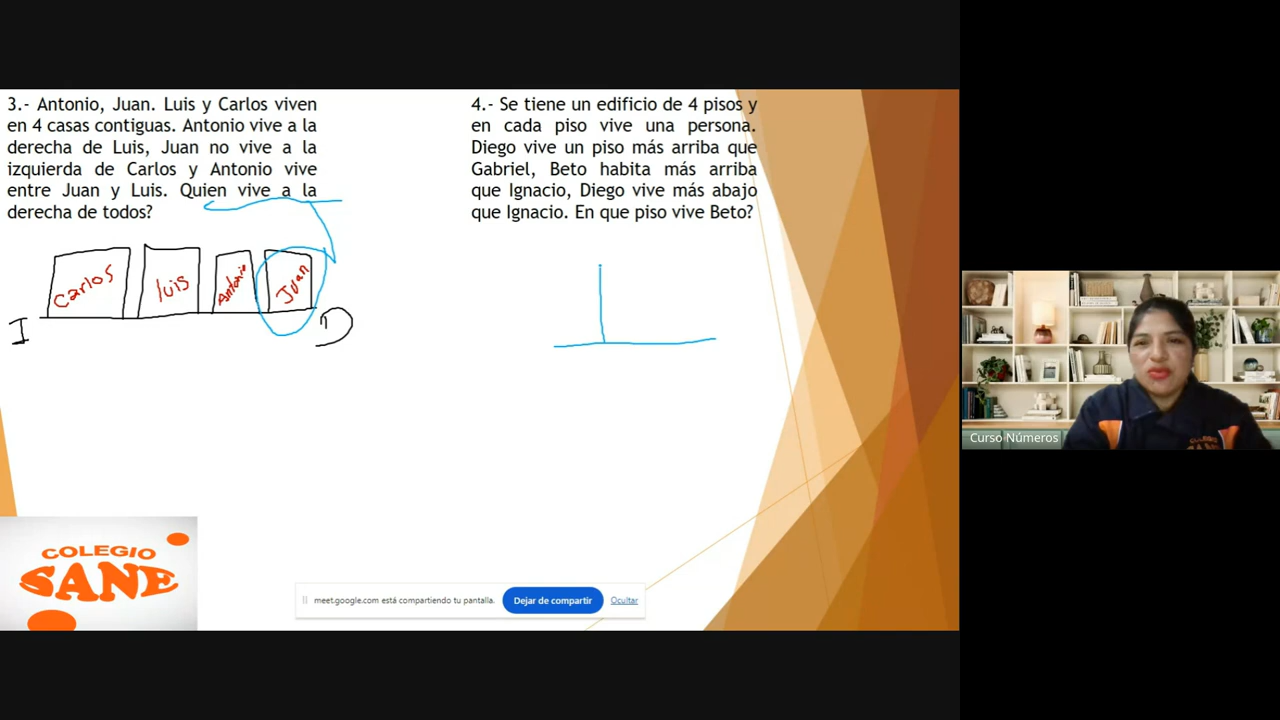 3.- Antonio, Juan. Luis y Carlos viven
en 4 casas contiguas. Antonio vive a la
derecha de Luis, Juan no vive a la
izquierda de Carlos y Antonio vive
entre Juan y Luis. Quien vive a la
derecha de todos?
Carlos
luis
Antonio
Juan
I
D
4.- Se tiene un edificio de 4 pisos y
en cada piso vive una persona.
Diego vive un piso más arriba que
Gabriel, Beto habita más arriba
que Ignacio, Diego vive más abajo
que Ignacio. En que piso vive Beto?
COLEGIO
SANE
meet.google.com está compartiendo tu pantalla.
Dejar de compartir
Ocultar
Curso Números
COLEGIO